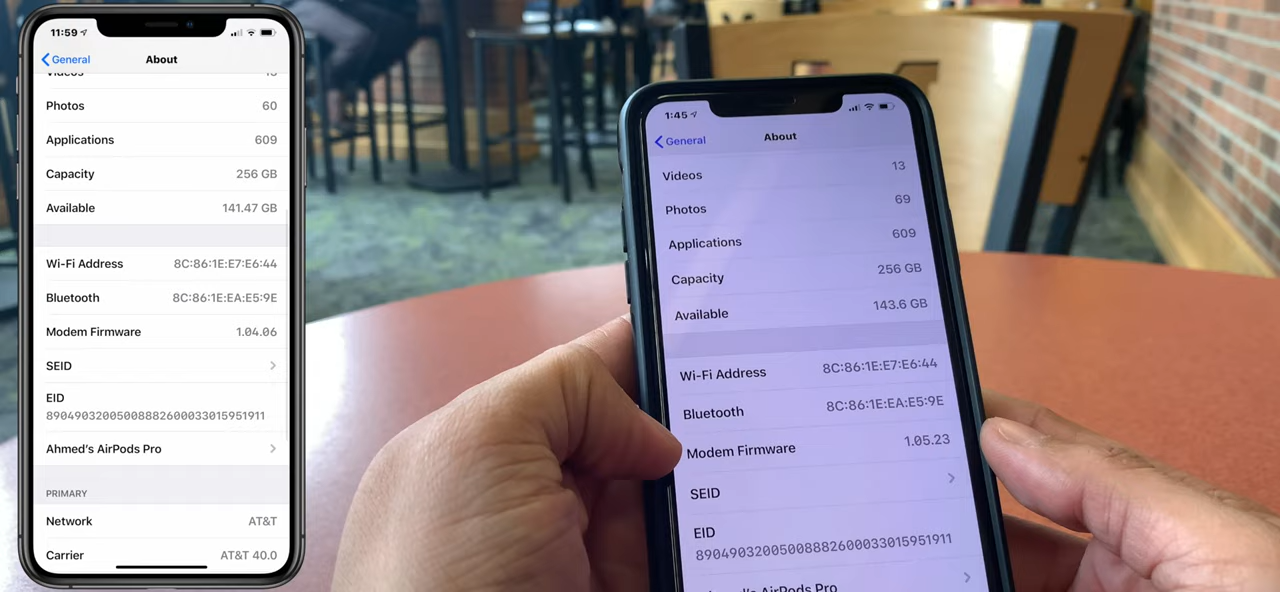 11:59
General
About
Videos 13
Photos 60
Applications 609
Capacity 256 GB
Available 141.47 GB
Wi-Fi Address 8C:86:1E:E7:E6:44
Bluetooth 8C:86:1E:EA:E5:9E
Modem Firmware 1.04.06
SEID
EID
89049032005008882600033015951911
Ahmed's AirPods Pro
PRIMARY
Network AT&T
Carrier AT&T 40.0
1:45
General
About
Videos 13
Photos 69
Applications 609
Capacity 256 GB
Available 143.6 GB
Wi-Fi Address 8C:86:1E:E7:E6:44
Bluetooth 8C:86:1E:EA:E5:9E
Modem Firmware 1.05.23
SEID
EID
89049032005008882600033015951911
Ahmed's AirPods Pro